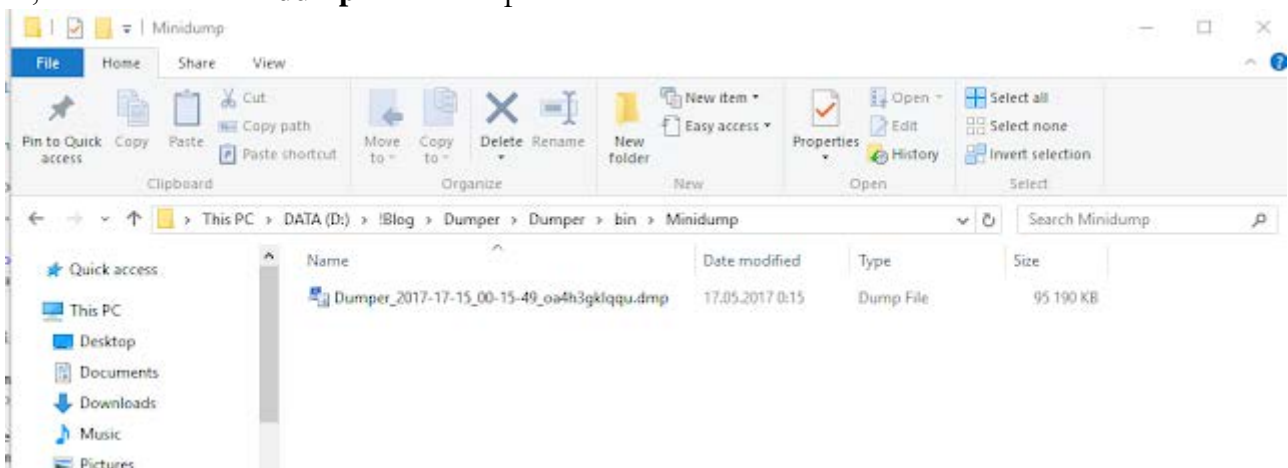 Minidump
File Home Share View
Pin to Quick access
Copy
Paste
Cut
Copy path
Paste shortcut
Clipboard
Move to
Copy to
Delete
Rename
Organize
New folder
New item
Easy access
New
Properties
Open
Edit
History
Open
Select all
Select none
Invert selection
Select
This PC > DATA (D:) > !Blog > Dumper > Dumper > bin > Minidump
Search Minidump
Name Date modified Type Size
Dumper_2017-17-15_00-15-49_oa4h3gklqqu.dmp 17.05.2017 0:15 Dump File 95 190 KB
Quick access
This PC
Desktop
Documents
Downloads
Music
Pictures